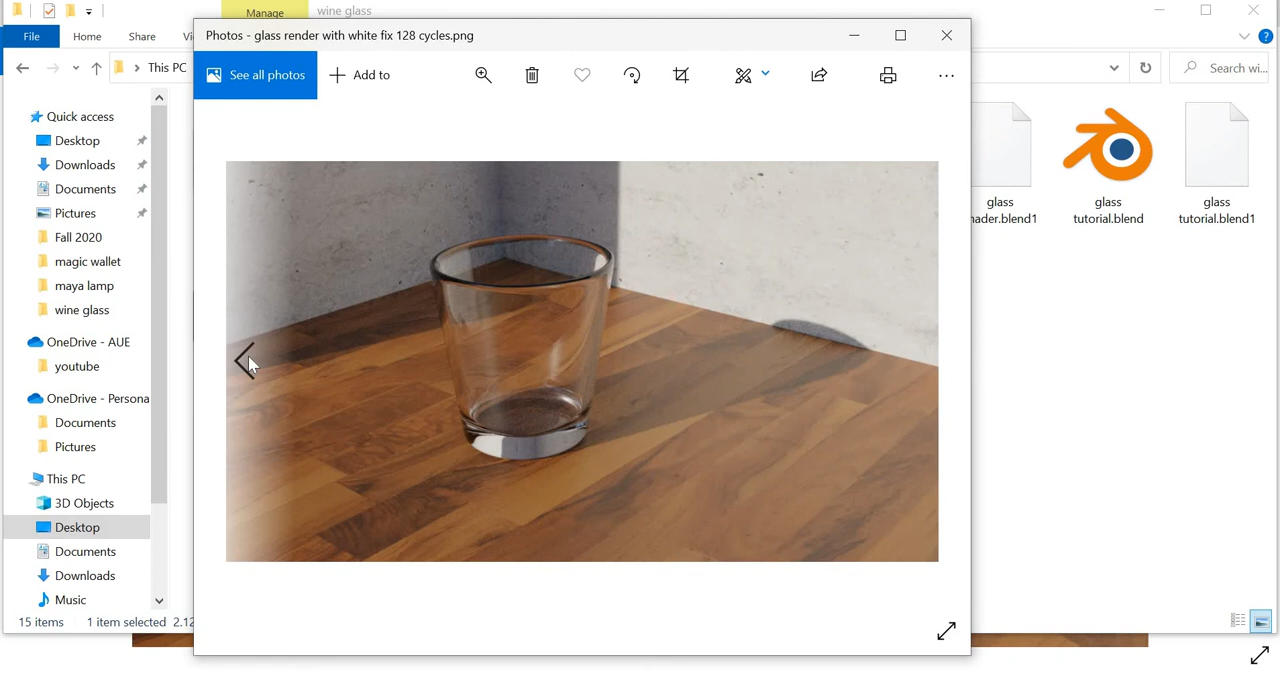 Manage
wine glass
File
Home
Share
This PC
Search wi...
Photos - glass render with white fix 128 cycles.png
See all photos
Add to
Quick access
Desktop
Downloads
Documents
Pictures
Fall 2020
magic wallet
maya lamp
wine glass
OneDrive - AUE
youtube
OneDrive - Persona
Documents
Pictures
This PC
3D Objects
Desktop
Documents
Downloads
Music
15 items
1 item selected
glass
glass
tutorial.blend
glass
tutorial.blend1